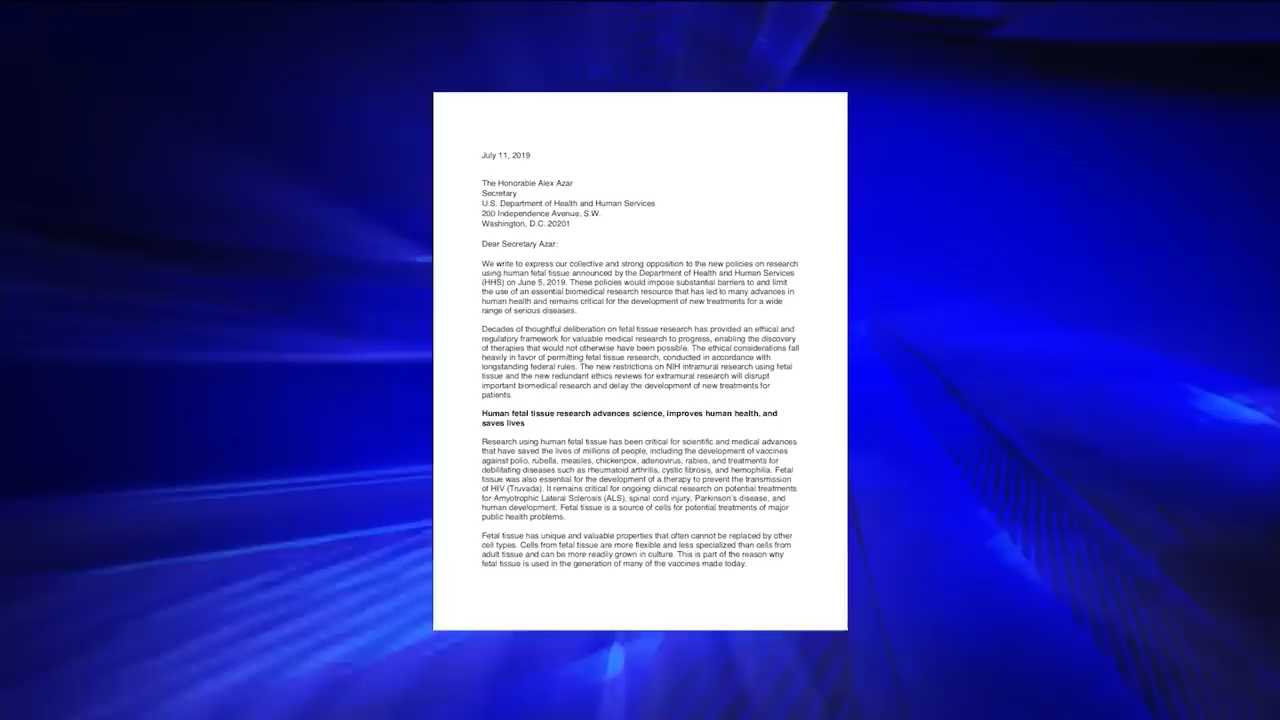 July 11, 2019
The Honorable Alex Azar
Secretary
U.S. Department of Health and Human Services
200 Independence Avenue, S.W.
Washington, D.C. 20201
Dear Secretary Azar:
We write to express our collective and strong opposition to the new policies on research
using human fetal tissue announced by the Department of Health and Human Services
(HHS) on June 5, 2019. These policies would impose substantial barriers to and limit
the use of an essential biomedical research resource that has led to many advances in
human health and remains critical for the development of new treatments for a wide
range of serious diseases.
Decades of thoughtful deliberation on fetal tissue research has provided an ethical and
regulatory framework for valuable medical research to progress, enabling the discovery
of therapies that would not otherwise have been possible. The ethical considerations fall
heavily in favor of permitting fetal tissue research, conducted in accordance with
longstanding federal rules. The new restrictions on NIH intramural research using fetal
tissue and the new redundant ethics reviews for extramural research will disrupt
important biomedical research and delay the development of new treatments for
patients.
Human fetal tissue research advances science, improves human health, and
saves lives
Research using human fetal tissue has been critical for scientific and medical advances
that have saved the lives of millions of people, including the development of vaccines
against polio, rubella, measles, chickenpox, adenovirus, rabies, and treatments for
debilitating diseases such as rheumatoid arthritis, cystic fibrosis, and hemophilia. Fetal
tissue was also essential for the development of a therapy to prevent the transmission
of HIV (Truvada). It remains critical for ongoing clinical research on potential treatments
for Amyotrophic Lateral Sclerosis (ALS), spinal cord injury, Parkinson's disease, and
human development. Fetal tissue is a source of cells for potential treatments of major
public health problems.
Fetal tissue has unique and valuable properties that often cannot be replaced by other
cell types. Cells from fetal tissue are more flexible and less specialized than cells from
adult tissue and can be more readily grown in culture. This is part of the reason why
fetal tissue is used in the generation of many of the vaccines made today.